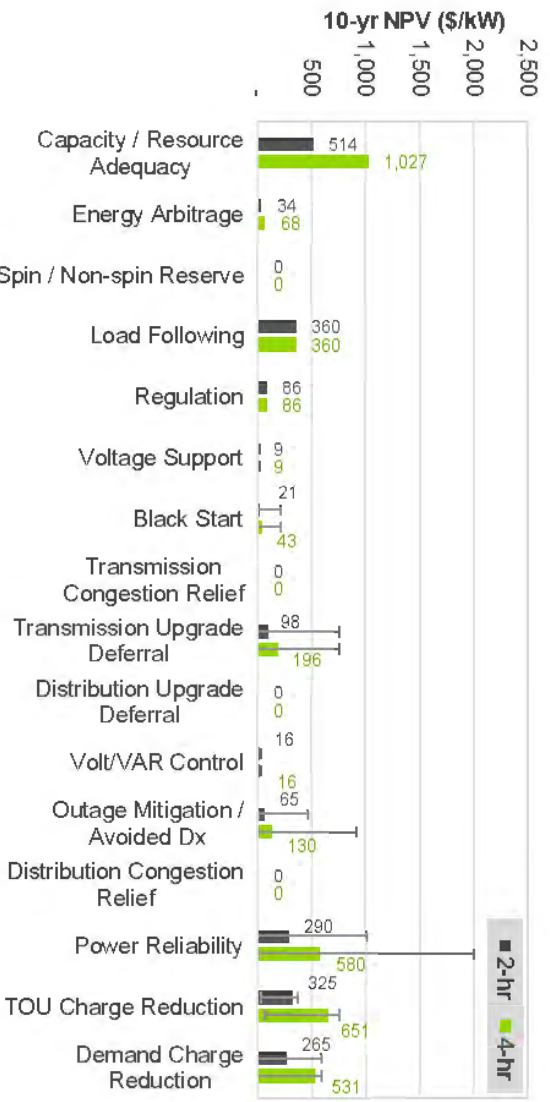 10-yr NPV ($/kW)
2,500
2,000
1,500
1,000
500
-
2-hr
4-hr
Capacity / Resource
Adequacy
514
1,027
Energy Arbitrage
34
68
Spin / Non-spin Reserve
0
0
Load Following
360
360
Regulation
86
86
Voltage Support
9
9
Black Start
21
43
Transmission
Congestion Relief
0
0
Transmission Upgrade
Deferral
98
196
Distribution Upgrade
Deferral
0
0
Volt/VAR Control
16
16
Outage Mitigation /
Avoided Dx
65
130
Distribution Congestion
Relief
0
0
Power Reliability
290
580
TOU Charge Reduction
325
651
Demand Charge
Reduction
265
531